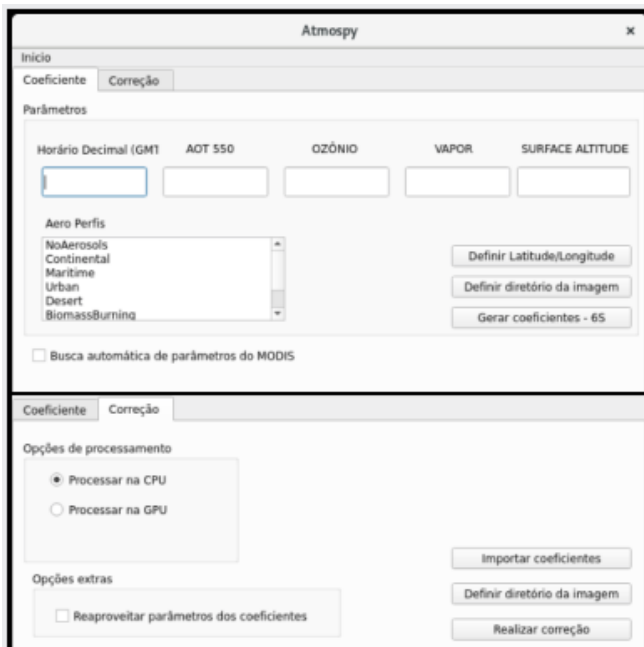 Atmospy
×
Inicio
Coeficiente Correção
Parâmetros
Horário Decimal (GMT AOT 550 OZÔNIO VAPOR SURFACE ALTITUDE
Aero Perfis
NoAerosols
Continental
Maritime
Urban
Desert
BiomassBurning
Definir Latitude/Longitude
Definir diretório da imagem
Gerar coeficientes - 6S
Busca automática de parâmetros do MODIS
Coeficiente Correção
Opções de processamento
Processar na CPU
Processar na GPU
Opções extras
Reaproveitar parâmetros dos coeficientes
Importar coeficientes
Definir diretório da imagem
Realizar correção